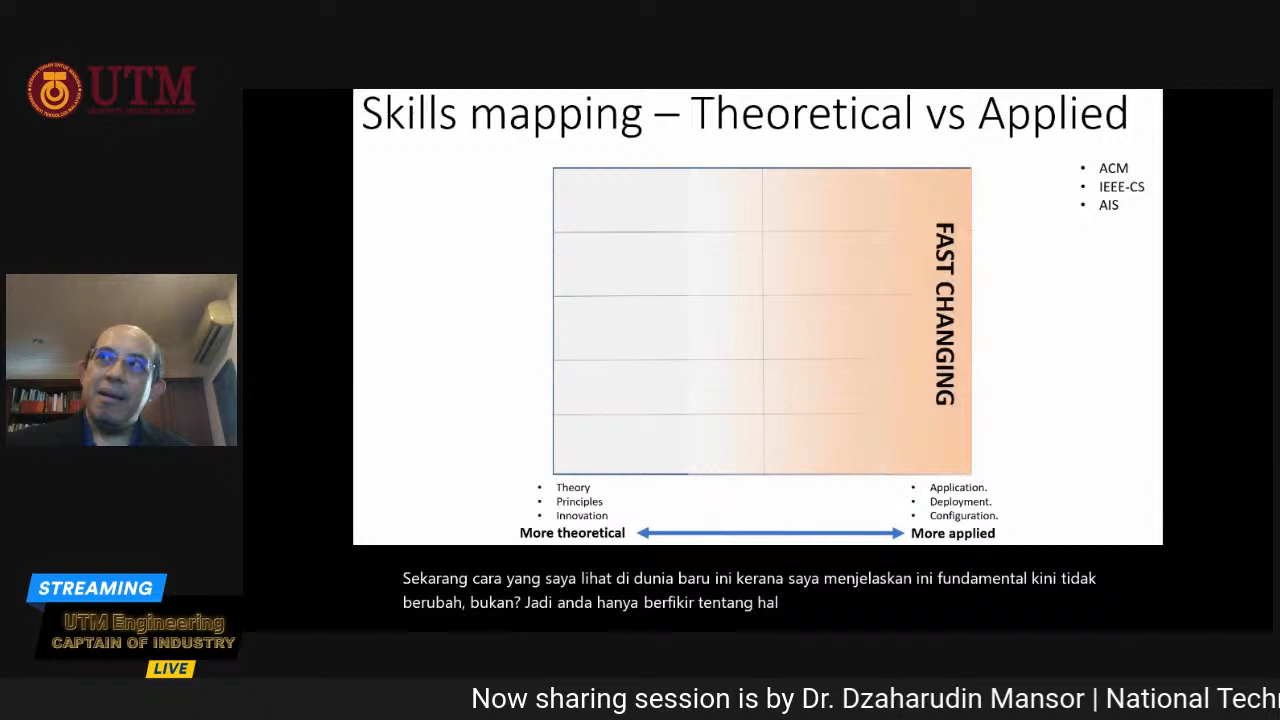 UTM
UNIVERSITI TEKNOLOGI MALAYSIA
Skills mapping – Theoretical vs Applied
• ACM
• IEEE-CS
• AIS
FAST CHANGING
• Theory
• Principles
• Innovation
More theoretical
• Application.
• Deployment.
• Configuration.
More applied
Sekarang cara yang saya lihat di dunia baru ini kerana saya menjelaskan ini fundamental kini tidak
berubah, bukan? Jadi anda hanya berfikir tentang hal
STREAMING
UTM Engineering
CAPTAIN OF INDUSTRY
LIVE
Now sharing session is by Dr. Dzaharudin Mansor | National Tech